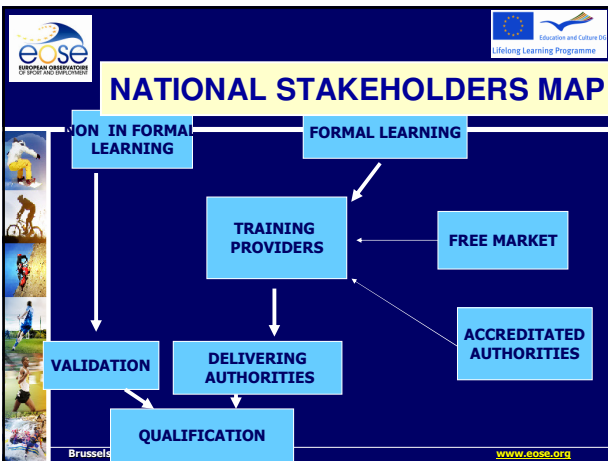 eose
EUROPEAN OBSERVATOIRE
OF SPORT AND EMPLOYMENT
Education and Culture DG
Lifelong Learning Programme
NATIONAL STAKEHOLDERS MAP
NON IN FORMAL
LEARNING
FORMAL LEARNING
TRAINING
PROVIDERS
FREE MARKET
ACCREDITATED
AUTHORITIES
VALIDATION
DELIVERING
AUTHORITIES
QUALIFICATION
Brussels
www.eose.org